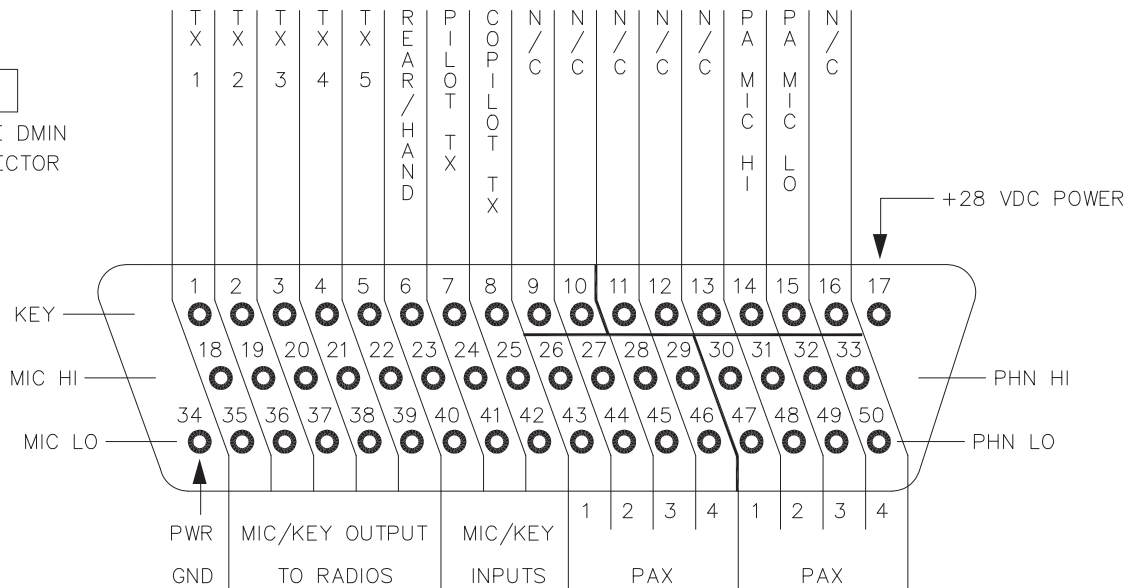 TX 1
TX 2
TX 3
TX 4
TX 5
REAR/HAND
PILOT TX
COPILOT TX
N/C
N/C
N/C
N/C
N/C
PA MIC HI
PA MIC LO
N/C
DMIN
+28 VDC POWER
1 2 3 4 5 6 7 8 9 10 11 12 13 14 15 16 17
KEY
18 19 20 21 22 23 24 25 26 27 28 29 30 31 32 33
MIC HI
PHN HI
34 35 36 37 38 39 40 41 42 43 44 45 46 47 48 49 50
MIC LO
PHN LO
1 2 3 4 1 2 3 4
PWR GND
MIC/KEY OUTPUT
TO RADIOS
MIC/KEY
INPUTS
PAX
PAX